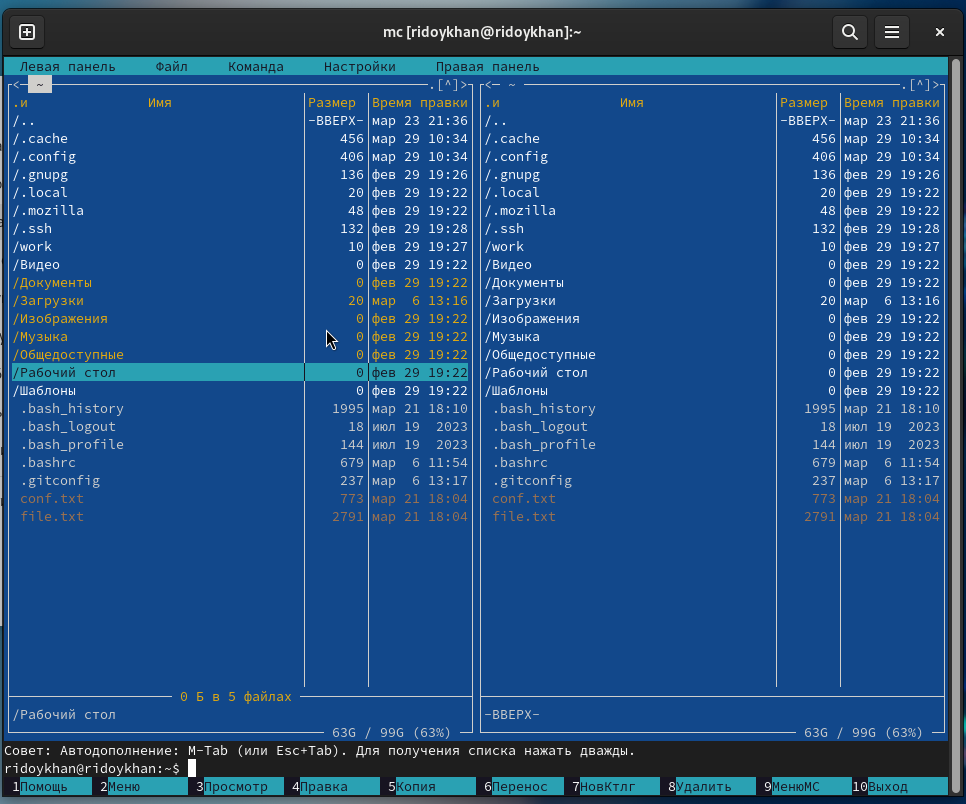 mc [ridoykhan@ridoykhan]:~
Левая панель Файл Команда Настройки Правая панель
<─ ~ .[^]> <─ ~ .[^]>
.и Имя Размер Время правки .и Имя Размер Время правки
/.. -ВВЕРХ- мар 23 21:36 /.. -ВВЕРХ- мар 23 21:36
/.cache 456 мар 29 10:34 /.cache 456 мар 29 10:34
/.config 406 мар 29 10:34 /.config 406 мар 29 10:34
/.gnupg 136 фев 29 19:26 /.gnupg 136 фев 29 19:26
/.local 20 фев 29 19:22 /.local 20 фев 29 19:22
/.mozilla 48 фев 29 19:22 /.mozilla 48 фев 29 19:22
/.ssh 132 фев 29 19:28 /.ssh 132 фев 29 19:28
/work 10 фев 29 19:27 /work 10 фев 29 19:27
/Видео 0 фев 29 19:22 /Видео 0 фев 29 19:22
/Документы 0 фев 29 19:22 /Документы 0 фев 29 19:22
/Загрузки 20 мар 6 13:16 /Загрузки 20 мар 6 13:16
/Изображения 0 фев 29 19:22 /Изображения 0 фев 29 19:22
/Музыка 0 фев 29 19:22 /Музыка 0 фев 29 19:22
/Общедоступные 0 фев 29 19:22 /Общедоступные 0 фев 29 19:22
/Рабочий стол 0 фев 29 19:22 /Рабочий стол 0 фев 29 19:22
/Шаблоны 0 фев 29 19:22 /Шаблоны 0 фев 29 19:22
.bash_history 1995 мар 21 18:10 .bash_history 1995 мар 21 18:10
.bash_logout 18 июл 19 2023 .bash_logout 18 июл 19 2023
.bash_profile 144 июл 19 2023 .bash_profile 144 июл 19 2023
.bashrc 679 мар 6 11:54 .bashrc 679 мар 6 11:54
.gitconfig 237 мар 6 13:17 .gitconfig 237 мар 6 13:17
conf.txt 773 мар 21 18:04 conf.txt 773 мар 21 18:04
file.txt 2791 мар 21 18:04 file.txt 2791 мар 21 18:04
0 Б в 5 файлах
/Рабочий стол -ВВЕРХ-
63G / 99G (63%) 63G / 99G (63%)
Совет: Автодополнение: M-Tab (или Esc+Tab). Для получения списка нажать дважды.
ridoykhan@ridoykhan:~$
1Помощь 2Меню 3Просмотр 4Правка 5Копия 6Перенос 7НовКтлг 8Удалить 9МенюMC 10Выход